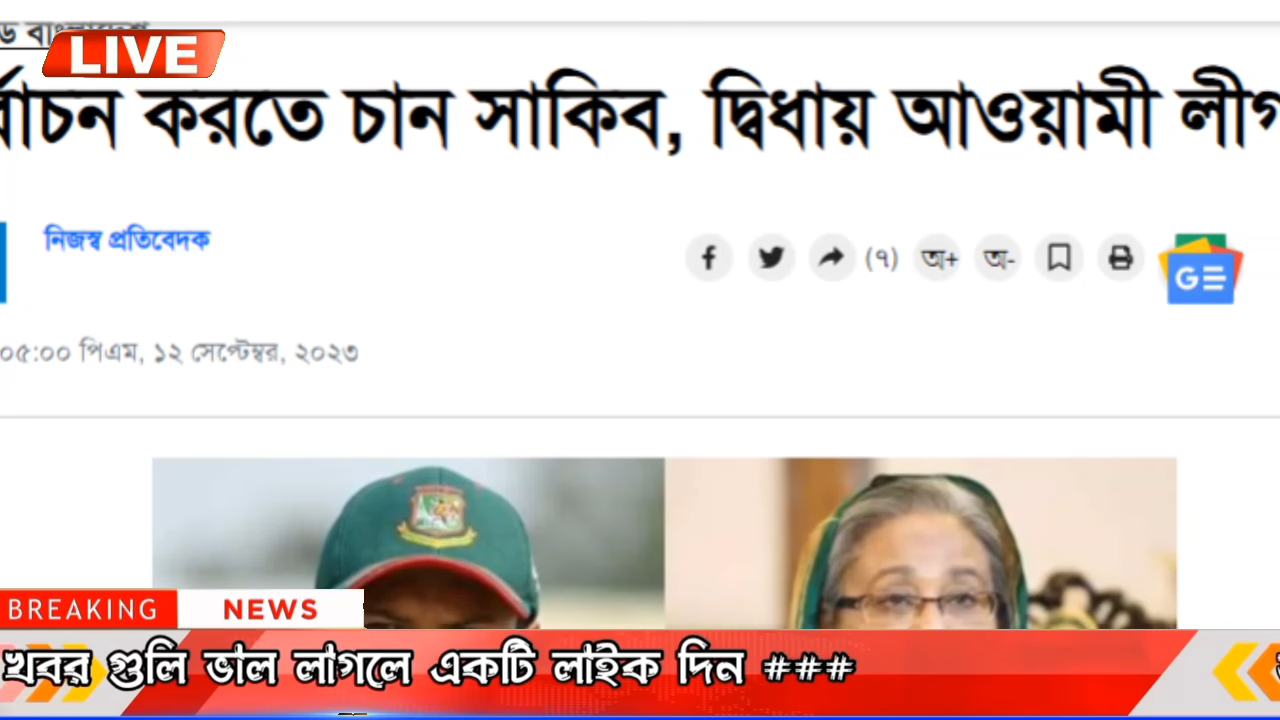 LIVE
র্বাচন করতে চান সাকিব, দ্বিধায় আওয়ামী লীগ
নিজস্ব প্রতিবেদক
(৭) অ+ অ-
G
০৫:০০ পিএম, ১২ সেপ্টেম্বর, ২০২৩
BREAKING NEWS
খবর গুলি ভাল লাগলে একটি লাইক দিন ###